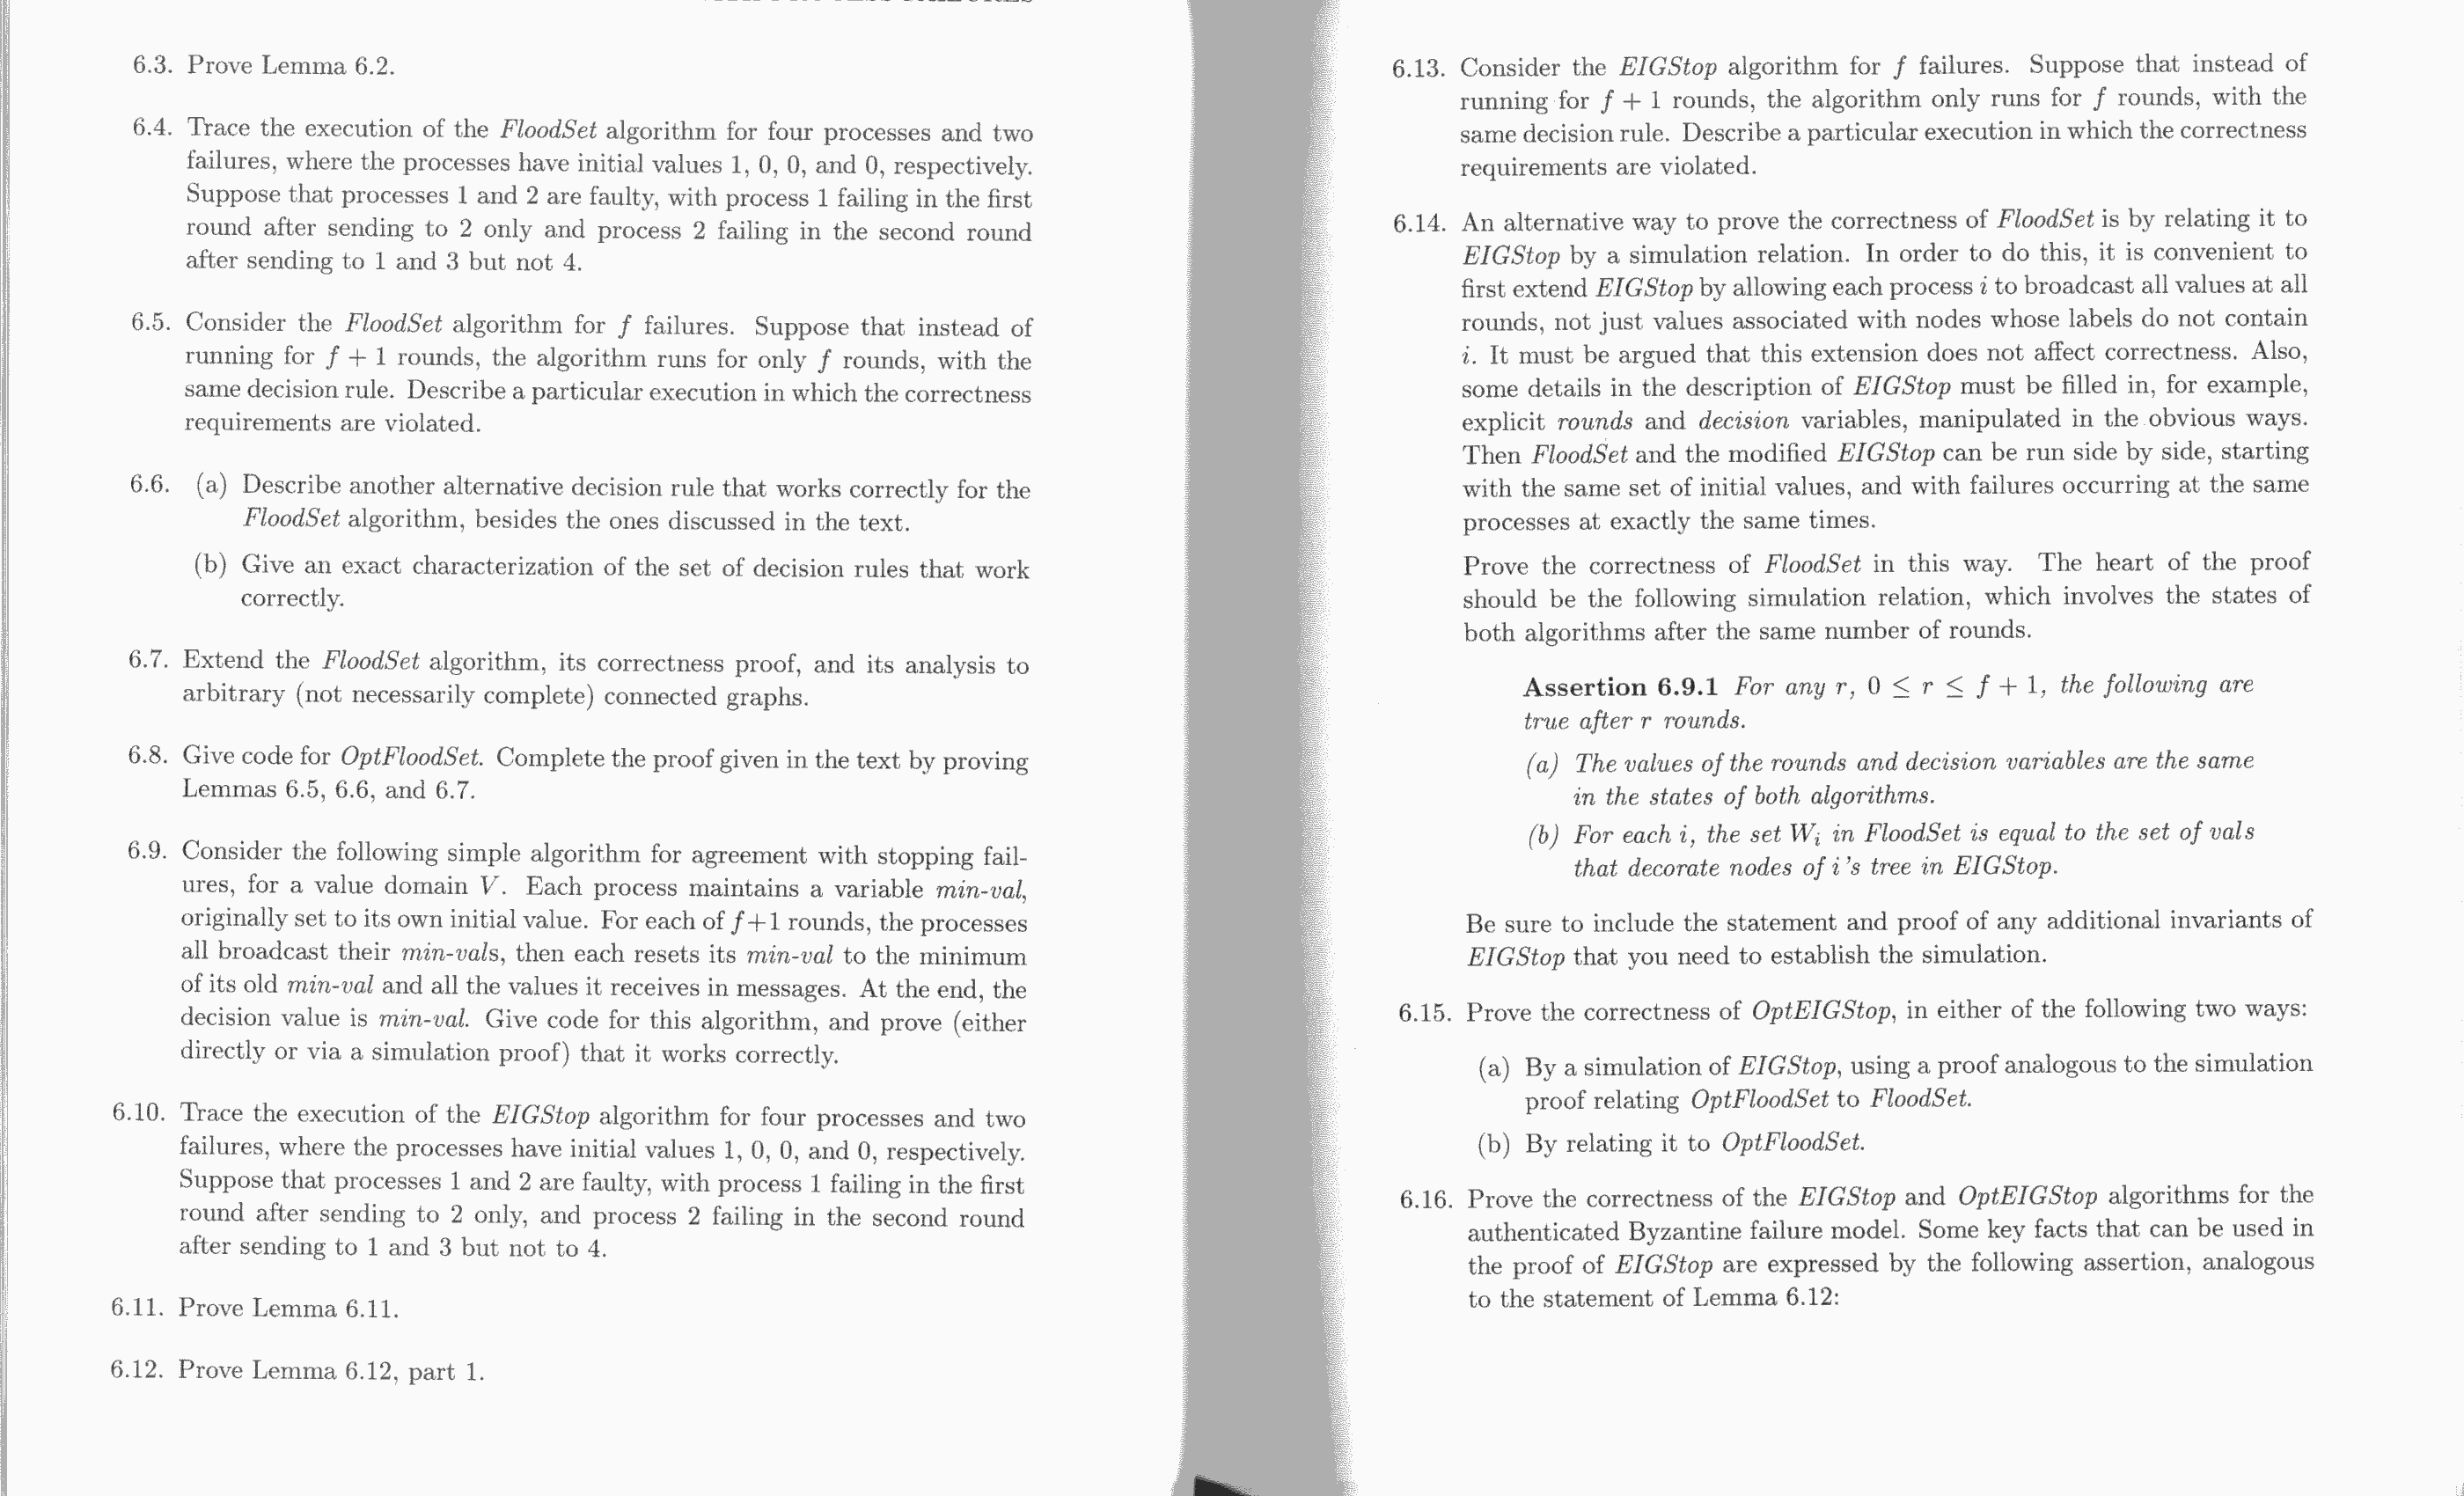 6.3. Prove Lemma 6.2.
6.4. Trace the execution of the FloodSet algorithm for four processes and two
failures, where the processes have initial values 1, 0, 0, and 0, respectively.
Suppose that processes 1 and 2 are faulty, with process 1 failing in the first
round after sending to 2 only and process 2 failing in the second round
after sending to 1 and 3 but not 4.
6.5. Consider the FloodSet algorithm for f failures. Suppose that instead of
running for f + 1 rounds, the algorithm runs for only f rounds, with the
same decision rule. Describe a particular execution in which the correctness
requirements are violated.
6.6. (a) Describe another alternative decision rule that works correctly for the
FloodSet algorithm, besides the ones discussed in the text.
(b) Give an exact characterization of the set of decision rules that work
correctly.
6.7. Extend the FloodSet algorithm, its correctness proof, and its analysis to
arbitrary (not necessarily complete) connected graphs.
6.8. Give code for OptFloodSet. Complete the proof given in the text by proving
Lemmas 6.5, 6.6, and 6.7.
6.9. Consider the following simple algorithm for agreement with stopping fail-
ures, for a value domain V. Each process maintains a variable min-val,
originally set to its own initial value. For each of f+1 rounds, the processes
all broadcast their min-vals, then each resets its min-val to the minimum
of its old min-val and all the values it receives in messages. At the end, the
decision value is min-val. Give code for this algorithm, and prove (either
directly or via a simulation proof) that it works correctly.
6.10. Trace the execution of the EIGStop algorithm for four processes and two
failures, where the processes have initial values 1, 0, 0, and 0, respectively.
Suppose that processes 1 and 2 are faulty, with process 1 failing in the first
round after sending to 2 only, and process 2 failing in the second round
after sending to 1 and 3 but not to 4.
6.11. Prove Lemma 6.11.
6.12. Prove Lemma 6.12, part 1.
6.13. Consider the EIGStop algorithm for f failures. Suppose that instead of
running for f + 1 rounds, the algorithm only runs for f rounds, with the
same decision rule. Describe a particular execution in which the correctness
requirements are violated.
6.14. An alternative way to prove the correctness of FloodSet is by relating it to
EIGStop by a simulation relation. In order to do this, it is convenient to
first extend EIGStop by allowing each process i to broadcast all values at all
rounds, not just values associated with nodes whose labels do not contain
i. It must be argued that this extension does not affect correctness. Also,
some details in the description of EIGStop must be filled in, for example,
explicit rounds and decision variables, manipulated in the obvious ways.
Then FloodSet and the modified EIGStop can be run side by side, starting
with the same set of initial values, and with failures occurring at the same
processes at exactly the same times.
Prove the correctness of FloodSet in this way. The heart of the proof
should be the following simulation relation, which involves the states of
both algorithms after the same number of rounds.
Assertion 6.9.1 For any r, 0 ≤ r ≤ f + 1, the following are
true after r rounds.
(a) The values of the rounds and decision variables are the same
in the states of both algorithms.
(b) For each i, the set Wᵢ in FloodSet is equal to the set of vals
that decorate nodes of i's tree in EIGStop.
Be sure to include the statement and proof of any additional invariants of
EIGStop that you need to establish the simulation.
6.15. Prove the correctness of OptEIGStop, in either of the following two ways:
(a) By a simulation of EIGStop, using a proof analogous to the simulation
proof relating OptFloodSet to FloodSet.
(b) By relating it to OptFloodSet.
6.16. Prove the correctness of the EIGStop and OptEIGStop algorithms for the
authenticated Byzantine failure model. Some key facts that can be used in
the proof of EIGStop are expressed by the following assertion, analogous
to the statement of Lemma 6.12: